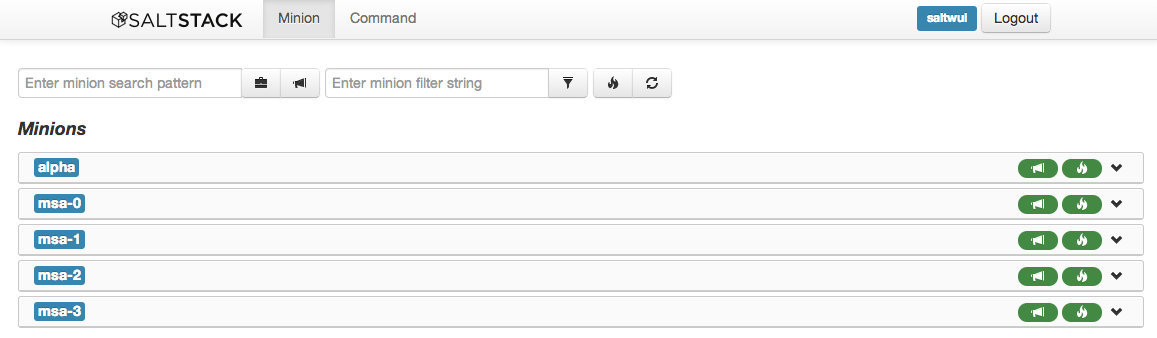 SALTSTACK Minion Command saltwui Logout
Enter minion search pattern Enter minion filter string
Minions
alpha
msa-0
msa-1
msa-2
msa-3